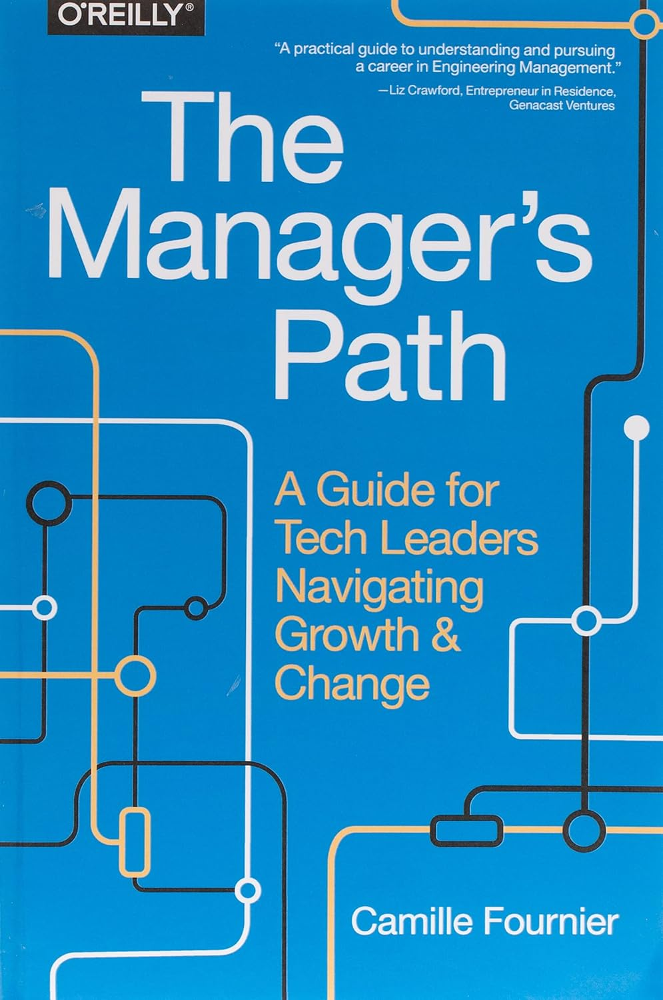 O'REILLY®
“A practical guide to understanding and pursuing
a career in Engineering Management.”
—Liz Crawford, Entrepreneur in Residence,
Genacast Ventures
The
Manager’s
Path
A Guide for
Tech Leaders
Navigating
Growth &
Change
Camille Fournier